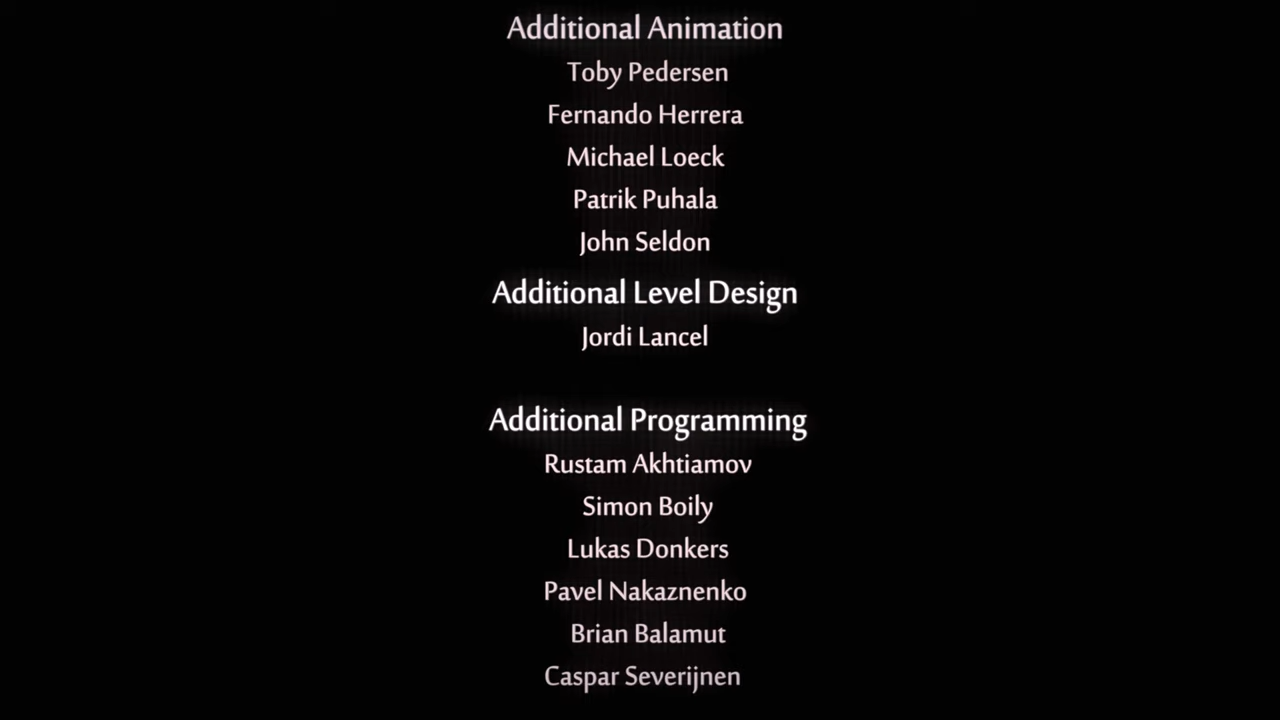 Additional Animation
Toby Pedersen
Fernando Herrera
Michael Loeck
Patrik Puhala
John Seldon
Additional Level Design
Jordi Lancel
Additional Programming
Rustam Akhtiamov
Simon Boily
Lukas Donkers
Pavel Nakaznenko
Brian Balamut
Caspar Severijnen